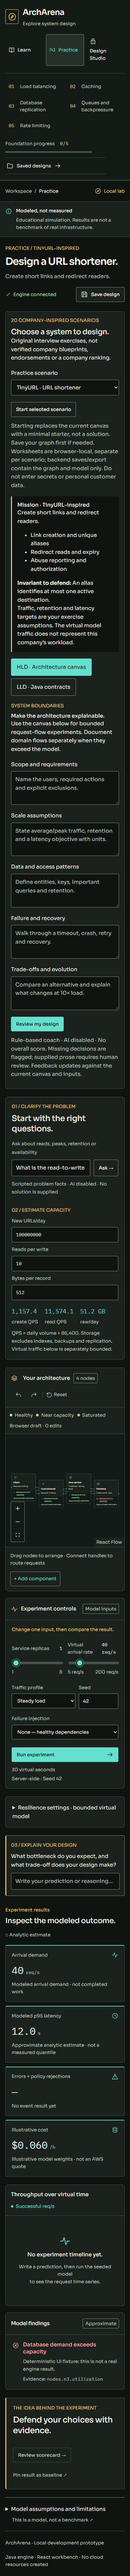 ArchArena
Explore system design
Learn
Practice
Design
Studio
01 Load balancing
02 Caching
03 Database
replication
04 Queues and
backpressure
05 Rate limiting
Foundation progress 0/5
Saved designs →
Workspace / Practice
Local lab
Modeled, not measured
Educational simulation. Results are not a
benchmark of real infrastructure.
PRACTICE / TINYURL-INSPIRED
Design a URL shortener.
Create short links and redirect readers.
✓ Engine connected
Save design
20 COMPANY-INSPIRED SCENARIOS
Choose a system to design.
Original interview exercises, not
verified company blueprints,
endorsements or a company ranking.
Practice scenario
TinyURL · URL shortener
Start selected scenario
Starting replaces the current canvas
with a minimal starter, not a solution.
Save your graph first if needed.
Worksheets are browser-local, separate
per scenario; backend saves/export
contain the graph and model only. Do not
enter secrets or personal customer
data.
Mission · TinyURL-inspired
Create short links and redirect
readers.
• Link creation and unique
aliases
• Redirect reads and expiry
• Abuse reporting and
authorization
Invariant to defend: An alias
identifies at most one active
destination.
Traffic, retention and latency
targets are your exercise
assumptions. The virtual model
traffic does not represent this
company's workload.
HLD · Architecture canvas
LLD · Java contracts
SYSTEM BOUNDARIES
Make the architecture explainable.
Use the canvas below for bounded
request-flow experiments. Document
domain flows separately when they
exceed the model.
Scope and requirements
Name the users, required actions
and explicit exclusions.
Scale assumptions
State average/peak traffic, retention
and a latency objective with units.
Data and access patterns
Define entities, keys, important
queries and retention.
Failure and recovery
Walk through a timeout, crash, retry
and recovery.
Trade-offs and evolution
Compare an alternative and explain
what changes at 10× load.
Review my design
Rule-based coach · AI disabled · No
overall score. Missing decisions are
flagged; supplied prose requires human
review. Feedback updates against the
current canvas and inputs.
01 / CLARIFY THE PROBLEM
Start with the right
questions.
Ask about reads, peaks, retention or
availability
What is the read-to-write
Ask →
Scripted problem facts · AI disabled · No
solution is supplied
02 / ESTIMATE CAPACITY
New URLs/day
100000000
Reads per write
10
Bytes per record
512
1,157.4
create QPS
11,574.1
read QPS
51.2 GB
raw/day
QPS = daily volume ÷ 86,400. Storage
excludes indexes, backups and replication.
Virtual traffic below is separately bounded.
Your architecture
4 nodes
Reset
Healthy
Near capacity
Saturated
Browser draft · 0 edits
React Flow
Drag nodes to arrange · Connect handles to
route requests
+ Add component
Experiment controls
Model inputs
Change one input, then compare the result.
Service replicas 1
1 8
Virtual
arrival rate
40
req/s
5 req/s 200 req/s
Traffic profile
Steady load
Seed
42
Failure injection
None — healthy dependencies
Run experiment →
30 virtual seconds
Server-side · Seed 42
▶ Resilience settings · bounded virtual
model
03 / EXPLAIN YOUR DESIGN
What bottleneck do you expect, and
what trade-off does your design make?
Write your prediction or reasoning...
Experiment results
Inspect the modeled outcome.
Analytic estimate
Arrival demand
40 req/s
Modeled arrival demand · not completed
work
Modeled p95 latency
12.0
Approximate analytic estimate · not a
measured quantile
Errors + policy rejections
—
No event result yet
Illustrative cost
$0.060 /h
Illustrative model weights · not an AWS
quote
Throughput over virtual time
Successful req/s
No experiment timeline yet.
Write a prediction, then run the seeded
model
to see the request time series.
Model findings
Approximate
Database demand exceeds
capacity
Deterministic UI fixture; this is not a real
engine result.
Evidence: nodes.n3.utilization
THE IDEA BEHIND THE EXPERIMENT
Defend your choices with
evidence.
Review scorecard →
Pin result as baseline ↗
▶ Model assumptions and limitations
This is a model, not a benchmark ↗
ArchArena · Local development prototype
Java engine · React workbench · No cloud
resources created